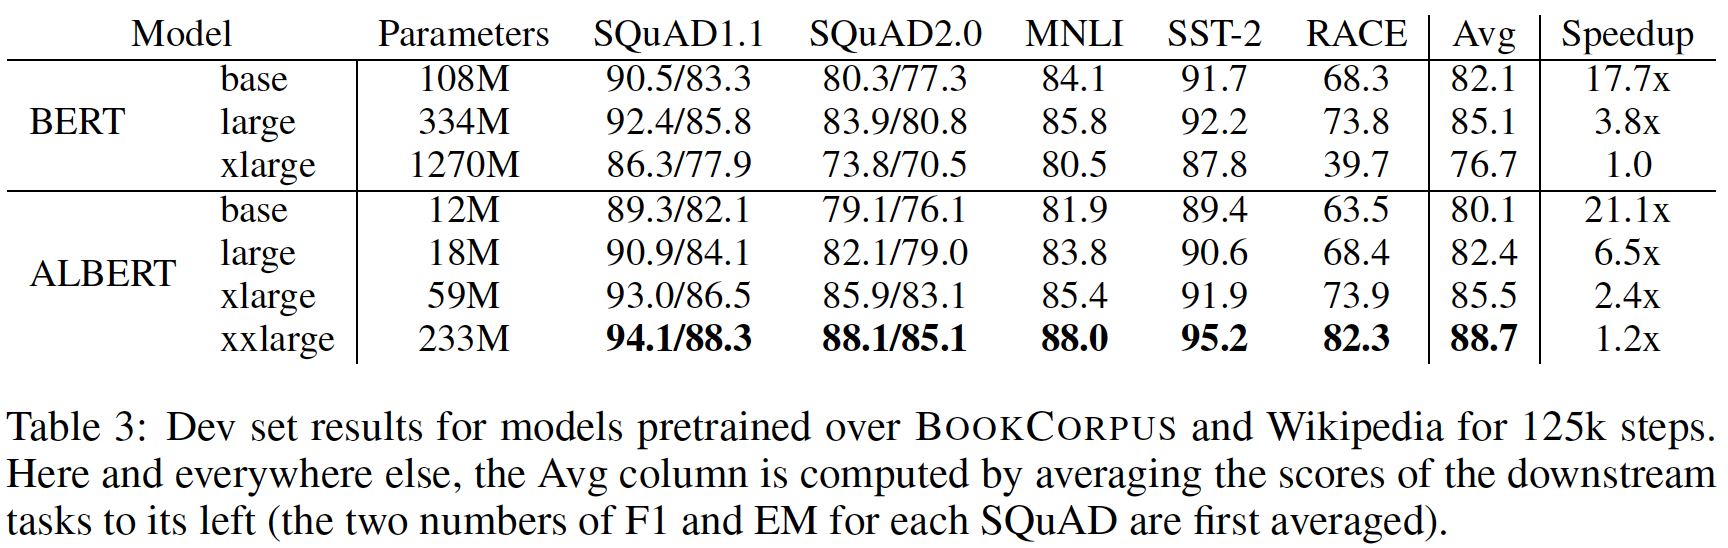 Model Parameters SQuAD1.1 SQuAD2.0 MNLI SST-2 RACE Avg Speedup
base 108M 90.5/83.3 80.3/77.3 84.1 91.7 68.3 82.1 17.7x
BERT large 334M 92.4/85.8 83.9/80.8 85.8 92.2 73.8 85.1 3.8x
xlarge 1270M 86.3/77.9 73.8/70.5 80.5 87.8 39.7 76.7 1.0
base 12M 89.3/82.1 79.1/76.1 81.9 89.4 63.5 80.1 21.1x
large 18M 90.9/84.1 82.1/79.0 83.8 90.6 68.4 82.4 6.5x
ALBERT
xlarge 59M 93.0/86.5 85.9/83.1 85.4 91.9 73.9 85.5 2.4x
xxlarge 233M 94.1/88.3 88.1/85.1 88.0 95.2 82.3 88.7 1.2x
Table 3: Dev set results for models pretrained over BOOKCORPUS and Wikipedia for 125k steps.
Here and everywhere else, the Avg column is computed by averaging the scores of the downstream
tasks to its left (the two numbers of F1 and EM for each SQuAD are first averaged).